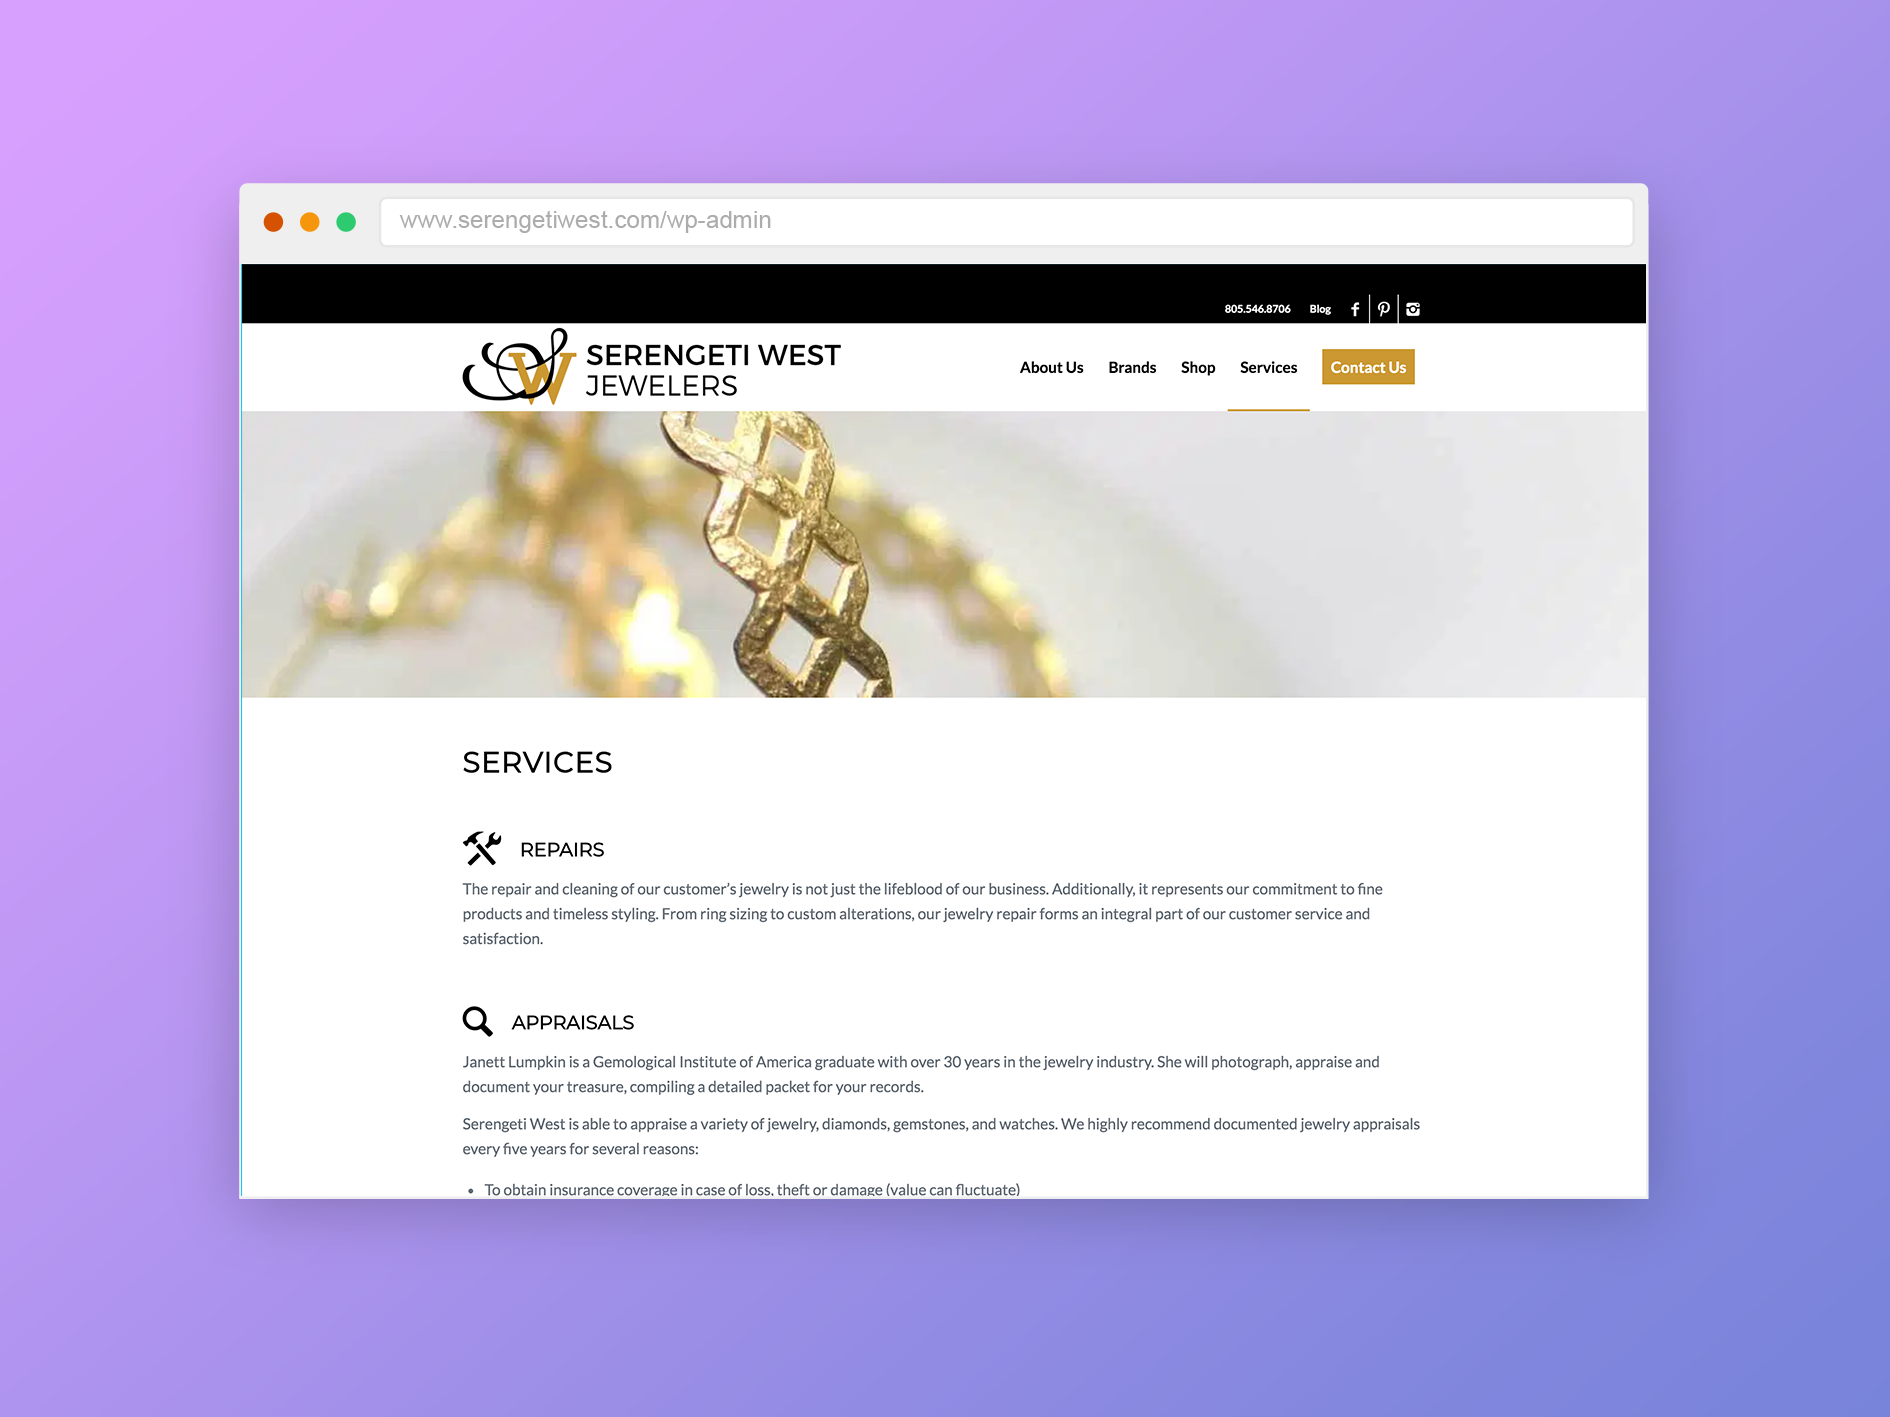 www.serengetiwest.com/wp-admin
805.546.8706 Blog
SERENGETI WEST
JEWELERS
About Us Brands Shop Services Contact Us
SERVICES
REPAIRS
The repair and cleaning of our customer's jewelry is not just the lifeblood of our business. Additionally, it represents our commitment to fine
products and timeless styling. From ring sizing to custom alterations, our jewelry repair forms an integral part of our customer service and
satisfaction.
APPRAISALS
Janett Lumpkin is a Gemological Institute of America graduate with over 30 years in the jewelry industry. She will photograph, appraise and
document your treasure, compiling a detailed packet for your records.
Serengeti West is able to appraise a variety of jewelry, diamonds, gemstones, and watches. We highly recommend documented jewelry appraisals
every five years for several reasons:
• To obtain insurance coverage in case of loss, theft or damage (value can fluctuate)